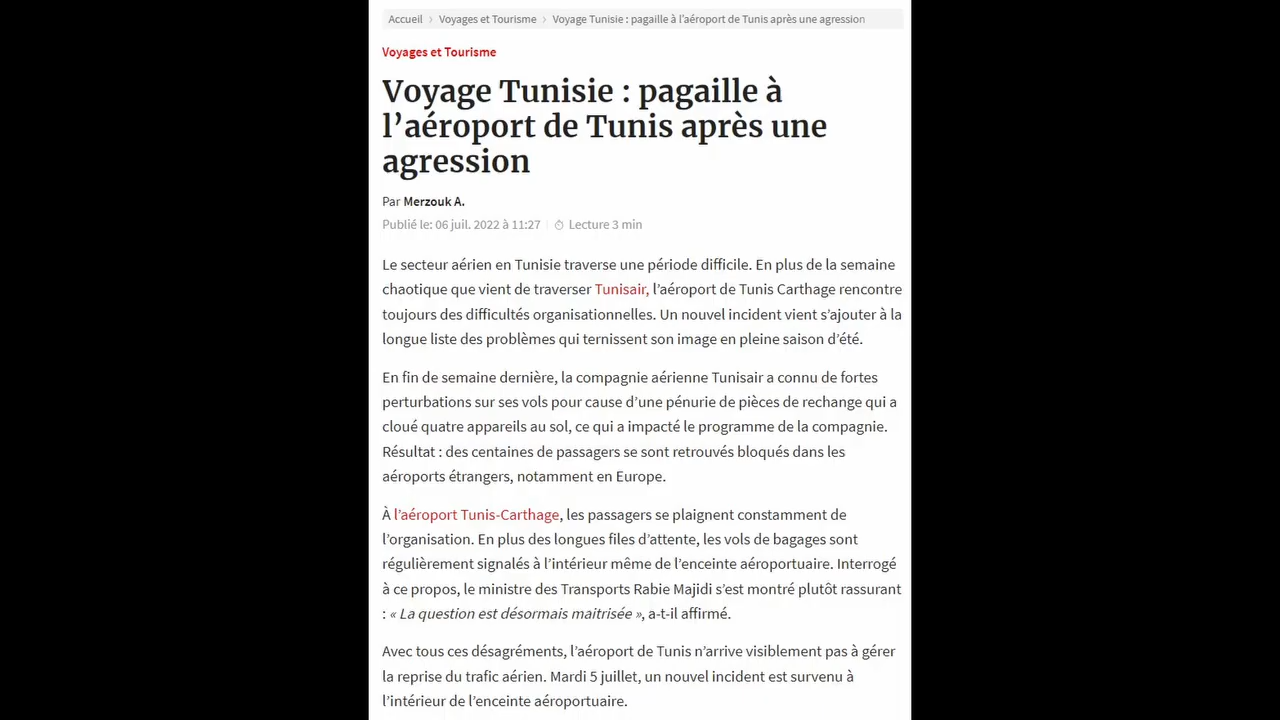 Accueil › Voyages et Tourisme › Voyage Tunisie : pagaille à l'aéroport de Tunis après une agression
Voyages et Tourisme
Voyage Tunisie : pagaille à
l’aéroport de Tunis après une
agression
Par Merzouk A.
Publié le: 06 juil. 2022 à 11:27 Lecture 3 min
Le secteur aérien en Tunisie traverse une période difficile. En plus de la semaine
chaotique que vient de traverser Tunisair, l’aéroport de Tunis Carthage rencontre
toujours des difficultés organisationnelles. Un nouvel incident vient s’ajouter à la
longue liste des problèmes qui ternissent son image en pleine saison d’été.
En fin de semaine dernière, la compagnie aérienne Tunisair a connu de fortes
perturbations sur ses vols pour cause d’une pénurie de pièces de rechange qui a
cloué quatre appareils au sol, ce qui a impacté le programme de la compagnie.
Résultat : des centaines de passagers se sont retrouvés bloqués dans les
aéroports étrangers, notamment en Europe.
À l’aéroport Tunis-Carthage, les passagers se plaignent constamment de
l’organisation. En plus des longues files d’attente, les vols de bagages sont
régulièrement signalés à l’intérieur même de l’enceinte aéroportuaire. Interrogé
à ce propos, le ministre des Transports Rabie Majidi s’est montré plutôt rassurant
: « La question est désormais maitrisée », a-t-il affirmé.
Avec tous ces désagréments, l’aéroport de Tunis n’arrive visiblement pas à gérer
la reprise du trafic aérien. Mardi 5 juillet, un nouvel incident est survenu à
l’intérieur de l’enceinte aéroportuaire.